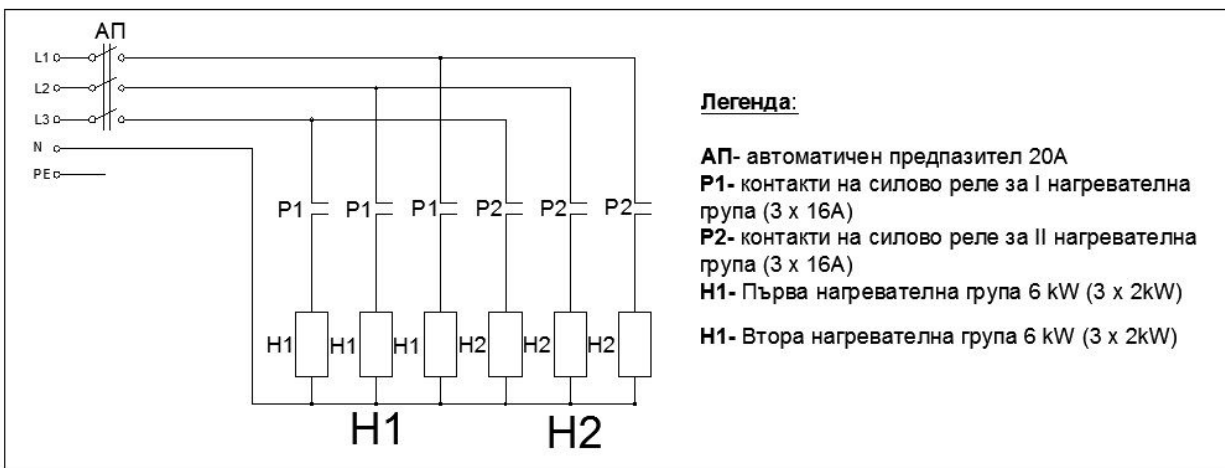 АП
L1
L2
L3
N
PE
P1 P1 P1 P2 P2 P2
H1 H1 H1 H2 H2 H2
H1 H2
Легенда:
АП- автоматичен предпазител 20А
Р1- контакти на силово реле за I нагревателна
група (3 х 16А)
Р2- контакти на силово реле за II нагревателна
група (3 х 16А)
Н1- Първа нагревателна група 6 kW (3 x 2kW)
Н1- Втора нагревателна група 6 kW (3 x 2kW)